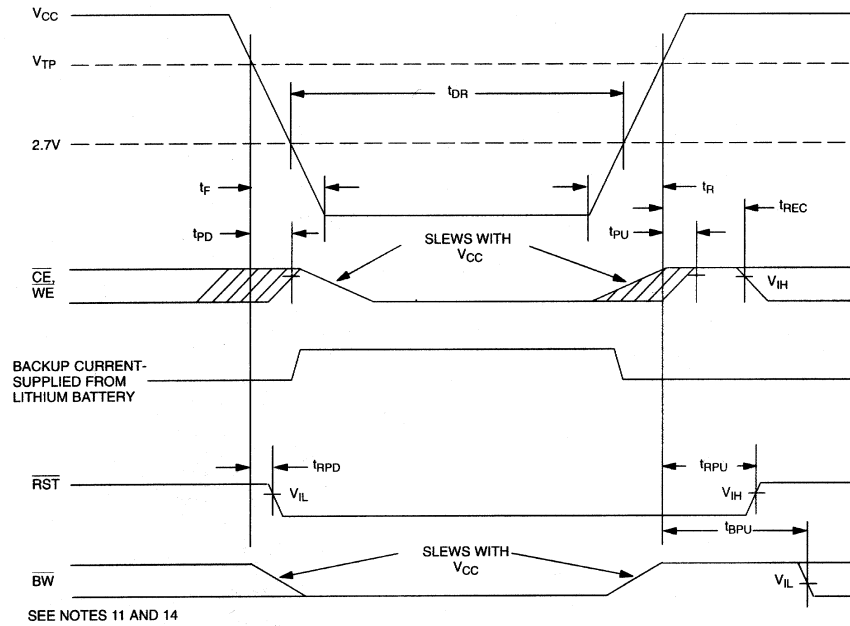 VCC
VTP
tDR
2.7V
tF
tR
tREC
tPD
tPU
SLEWS WITH
VCC
CE,
WE
VIH
BACKUP CURRENT-
SUPPLIED FROM
LITHIUM BATTERY
tRPD
tRPU
RST
VIL
VIH
tBPU
SLEWS WITH
VCC
BW
VIL
SEE NOTES 11 AND 14